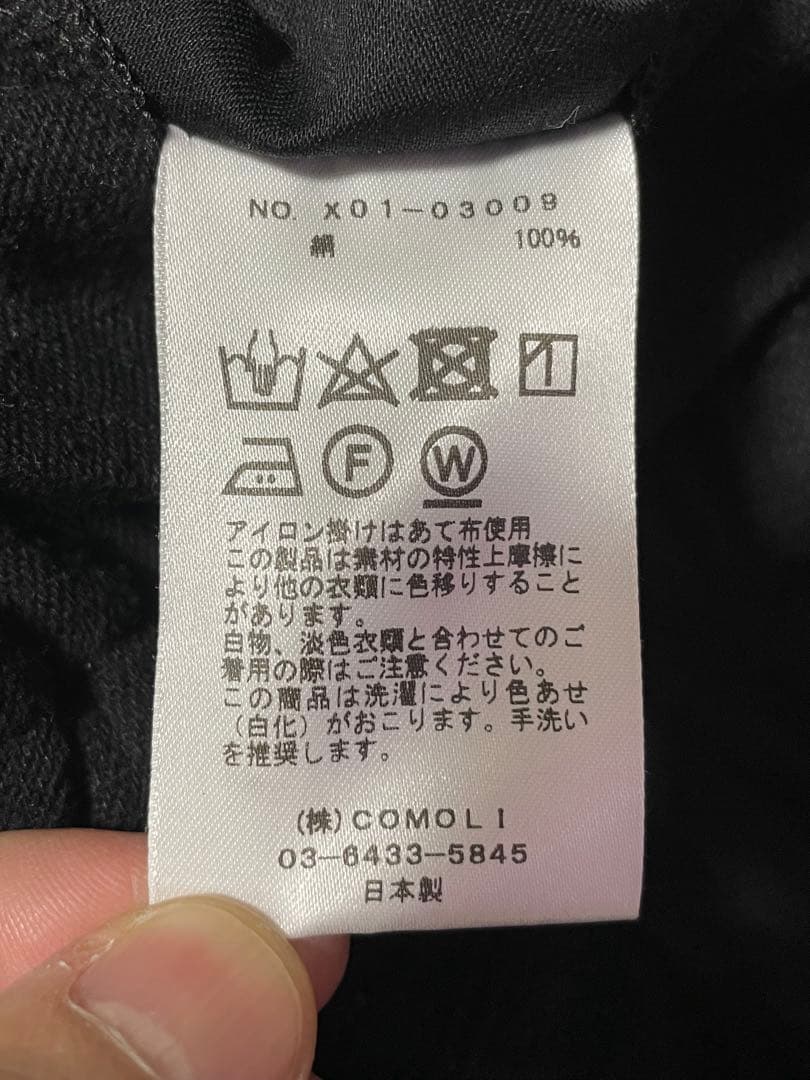 NO. X01-03009
絹 100%
F W
アイロン掛けはあて布使用
この製品は素材の特性上摩擦に
より他の衣類に色移りすること
があります。
白物、淡色衣類と合わせてのご
着用の際はご注意ください。
この商品は洗濯により色あせ
(白化)がおこります。手洗い
を推奨します。
(株)COMOLI
03-6433-5845
日本製